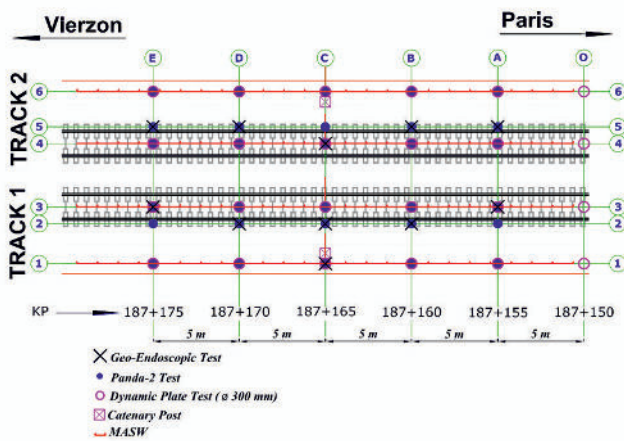 Vierzon Paris
E D C B A O
TRACK 2
6 6
5 5
4 4
TRACK 1
3 3
2 2
1 1
KP 187+175 187+170 187+165 187+160 187+155 187+150
5 m 5 m 5 m 5 m 5 m
Geo-Endoscopic Test
Panda-2 Test
Dynamic Plate Test (ø 300 mm)
Catenary Post
MASW